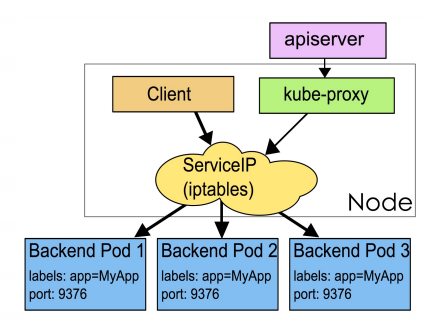 apiserver
Client
kube-proxy
ServiceIP
(iptables)
Node
Backend Pod 1
labels: app=MyApp
port: 9376
Backend Pod 2
labels: app=MyApp
port: 9376
Backend Pod 3
labels: app=MyApp
port: 9376